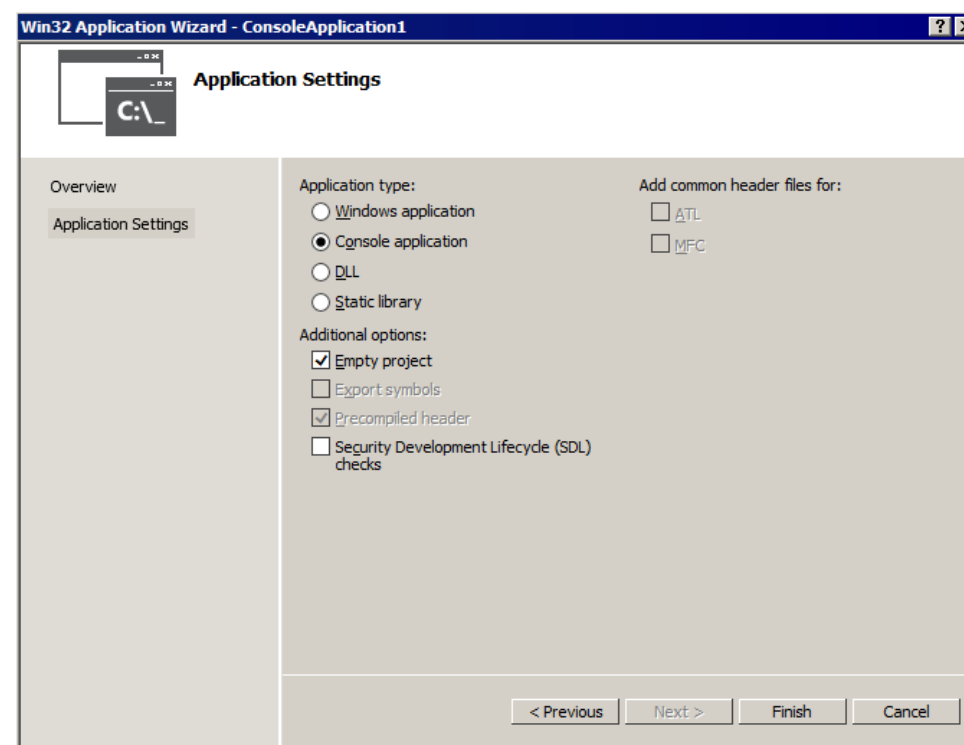 Win32 Application Wizard - ConsoleApplication1
?
C:\_
Application Settings
Overview
Application Settings
Application type:
Windows application
Console application
DLL
Static library
Additional options:
Empty project
Export symbols
Precompiled header
Security Development Lifecycle (SDL)
checks
Add common header files for:
ATL
MFC
< Previous
Next >
Finish
Cancel